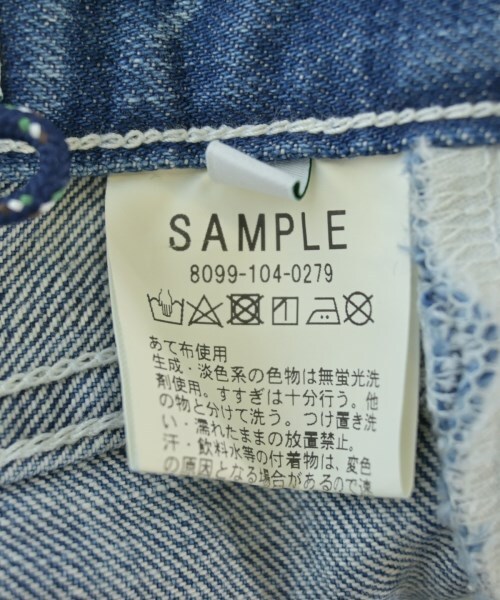 SAMPLE
8099-104-0279
あて布使用
生成・淡色系の色物は無蛍光洗
剤使用。すすぎは十分行う。他
の物と分けて洗う。つけ置き洗
い・濡れたままの放置禁止。
汗・飲料水等の付着物は、変色
の原因となる場合があるので速